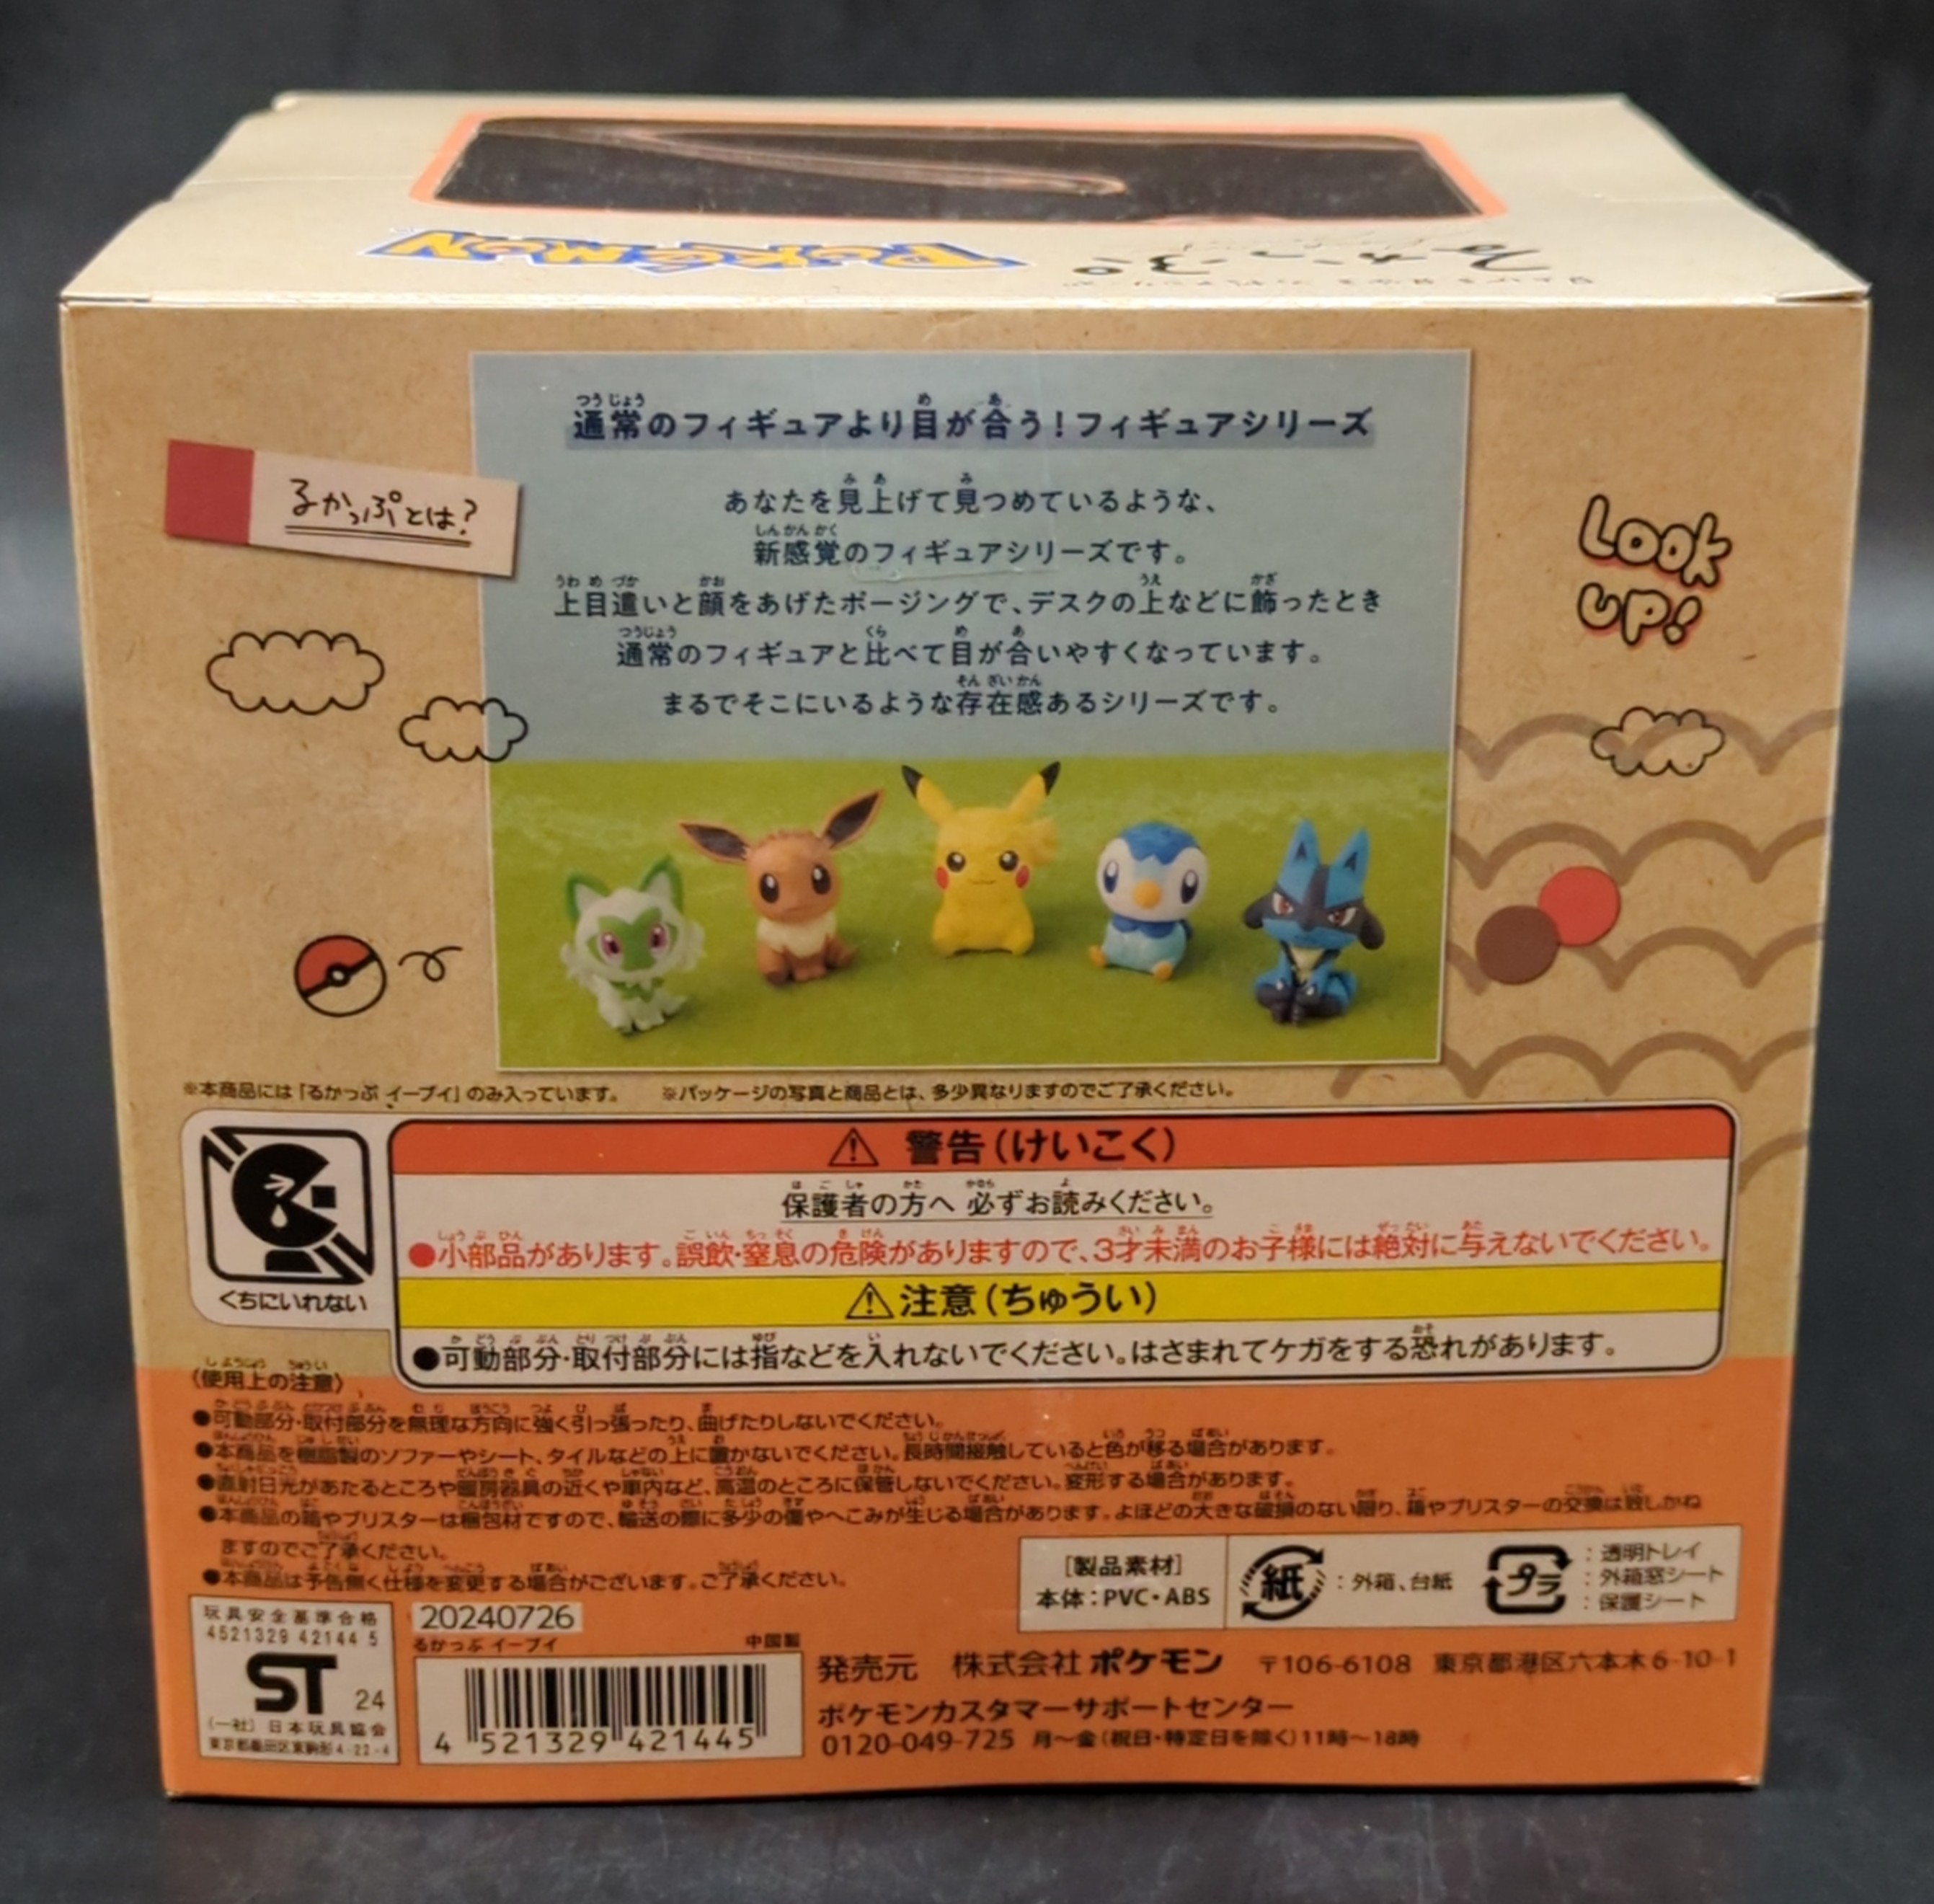 POKÉMON
るかっぷ
通常のフィギュアより目が合う!フィギュアシリーズ
るかっぷとは?
あなたを見上げて見つめているような、
新感覚のフィギュアシリーズです。
上目遣いと顔をあげたポージングで、デスクの上などに飾ったとき
通常のフィギュアと比べて目が合いやすくなっています。
まるでそこにいるような存在感あるシリーズです。
LOOK
UP!
※本商品には「るかっぷ イーブイ」のみ入っています。 ※パッケージの写真と商品とは、多少異なりますのでご了承ください。
⚠ 警告(けいこく)
保護者の方へ 必ずお読みください。
●小部品があります。誤飲・窒息の危険がありますので、3才未満のお子様には絶対に与えないでください。
くちにいれない
⚠注意(ちゅうい)
●可動部分・取付部分には指などを入れないでください。はさまれてケガをする恐れがあります。
〈使用上の注意〉
●可動部分・取付部分を無理な方向に強く引っ張ったり、曲げたりしないでください。
●本商品を樹脂製のソファーやシート、タイルなどの上に置かないでください。長時間接触していると色が移る場合があります。
●直射日光があたるところや暖房器具の近くや車内など、高温のところに保管しないでください。変形する場合があります。
●本商品の箱やブリスターは梱包材ですので、輸送の際に多少の傷やへこみが生じる場合があります。よほどの大きな破損のない限り、箱やブリスターの交換は致しかね
ますのでご了承ください。
●本商品は予告無く仕様を変更する場合がございます。ご了承ください。
[製品素材]
本体:PVC・ABS
紙 :外箱、台紙
プラ :透明トレイ
:外箱窓シート
:保護シート
玩具安全基準合格
4521329 42144 5
ST 24
(一社) 日本玩具協会
東京都墨田区東駒形4-22-4
20240726
るかっぷ イーブイ 中国製
4 521329 421445
発売元 株式会社 ポケモン 〒106-6108 東京都港区六本木6-10-1
ポケモンカスタマーサポートセンター
0120-049-725 月~金(祝日・特定日を除く)11時~18時